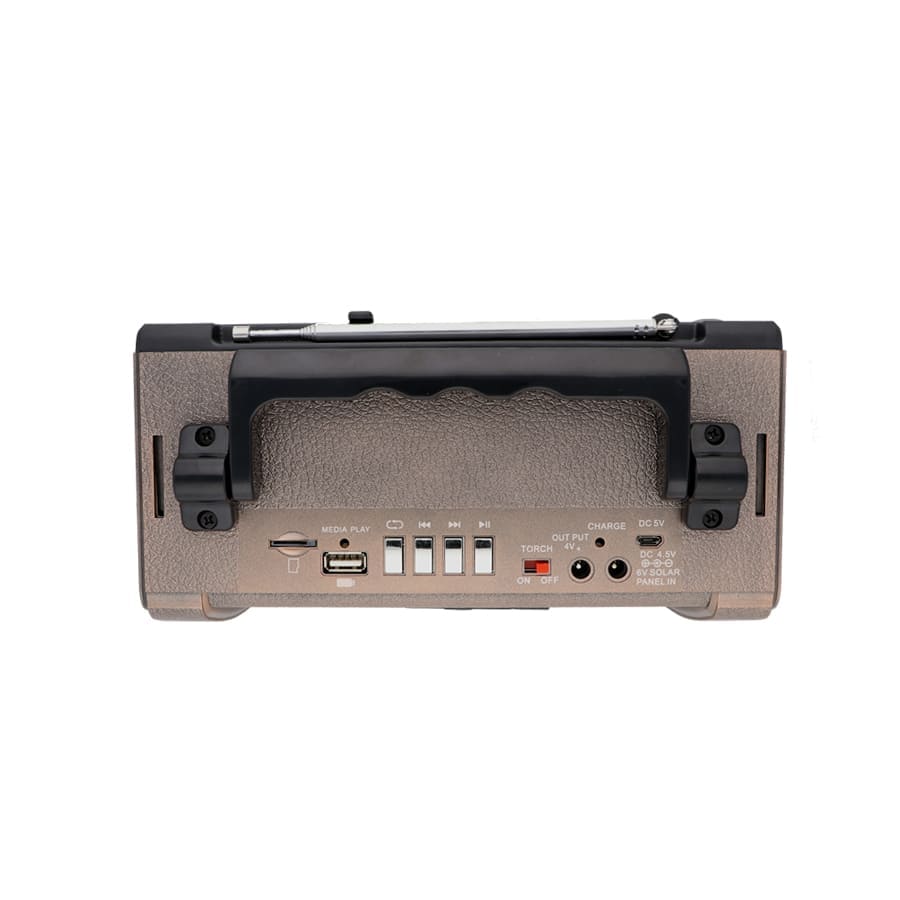 MEDIA PLAY
TORCH
ON OFF
OUT PUT
4V +
CHARGE
DC 5V
DC 4.5V
6V SOLAR
PANEL IN